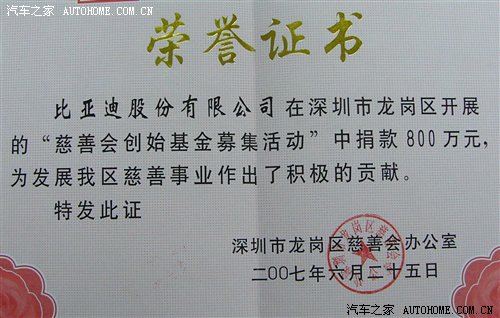 汽车之家 AUTOHOME.COM.CN
荣誉证书
比亚迪股份有限公司在深圳市龙岗区开展
的“慈善会创始基金募集活动”中捐款800万元，
为发展我区慈善事业作出了积极的贡献。
特发此证
深圳市龙岗区慈善会办公室
二〇〇七年六月二十五日
汽车之家 AUTOHOME.COM.CN